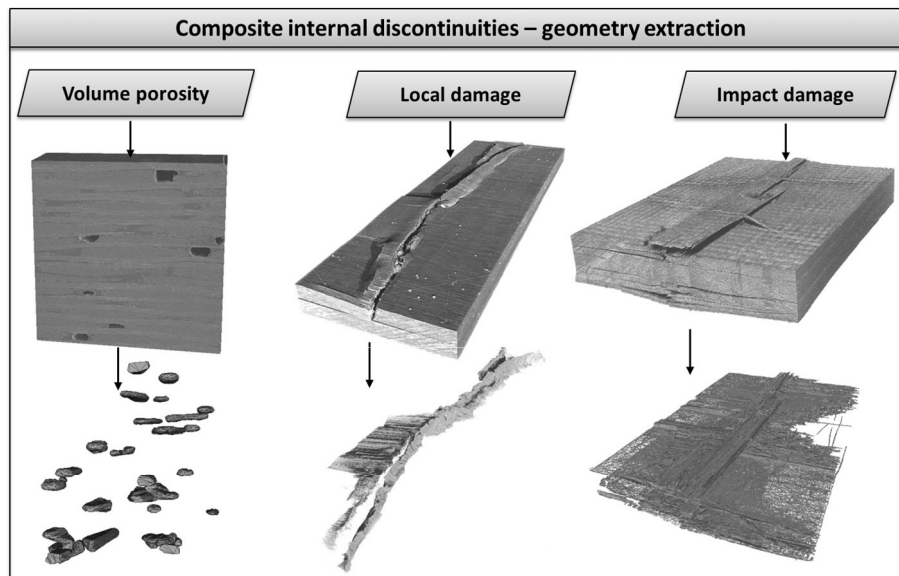 Composite internal discontinuities – geometry extraction
Volume porosity
Local damage
Impact damage